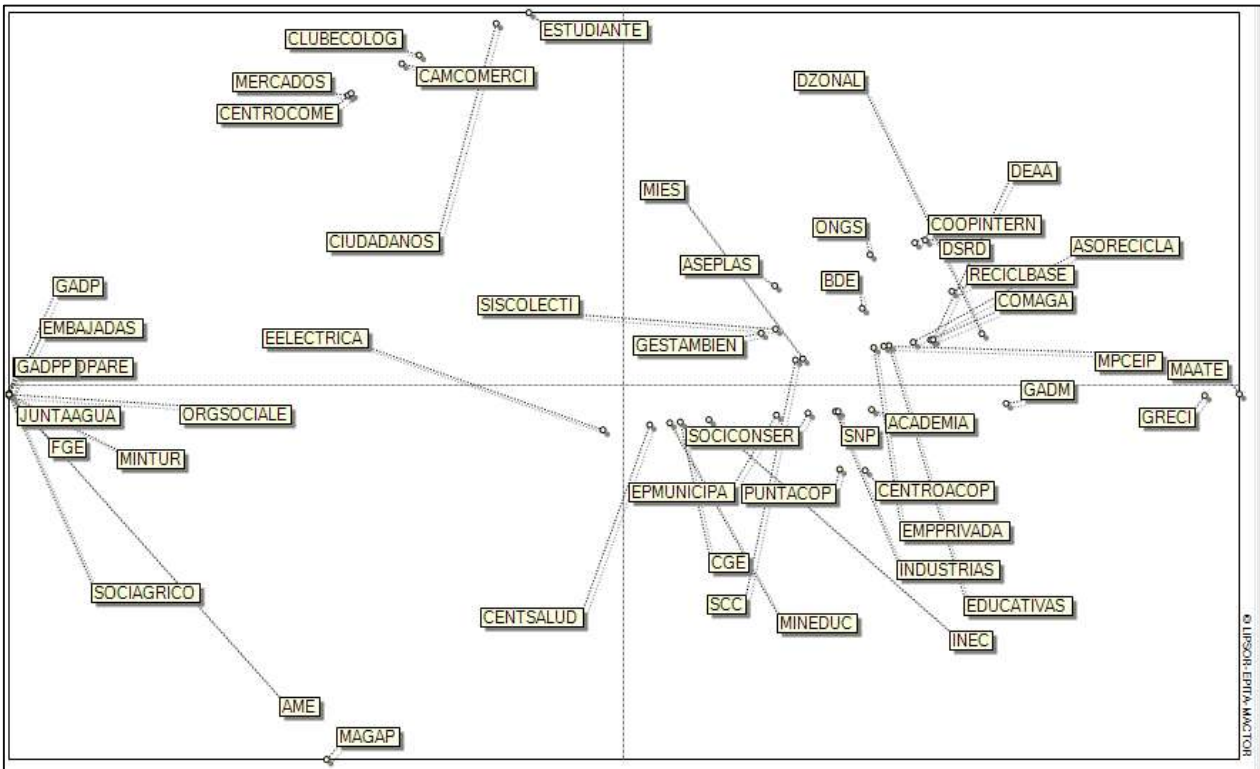 ESTUDIANTE
CLUBECOLOG
CAMCOMERCI
MERCADOS
CENTROCOME
DZONAL
DEAA
MIES
COOPINTERN
ONGS
CIUDADANOS
DSRD
ASORECICLA
ASEPLAS
RECICLBASE
BDE
GADP
COMAGA
SISCOLECTI
EMBAJADAS
EELECTRICA
GESTAMBIEN
MPCEIP
GADPP DPARE
MAATE
GADM
JUNTAAGUA
ORGSOCIALE
GRECI
ACADEMIA
SOCICONSER
SNP
FGE
MINTUR
EPMUNICIPA
PUNTACOP
CENTROACOP
EMPPRIVADA
CGE
INDUSTRIAS
SOCIAGRICO
SCC
EDUCATIVAS
CENTSALUD
MINEDUC
INEC
AME
MAGAP
© LIPSOR-EPITA-MACTOR